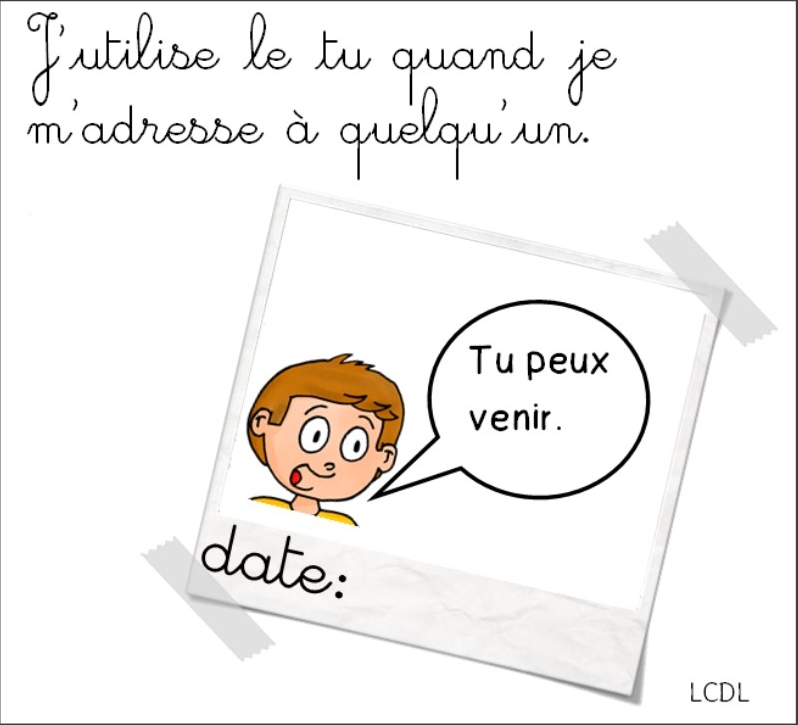 J'utilise le tu quand je
m'adresse à quelqu'un.
Tu peux
venir.
date:
LCDL